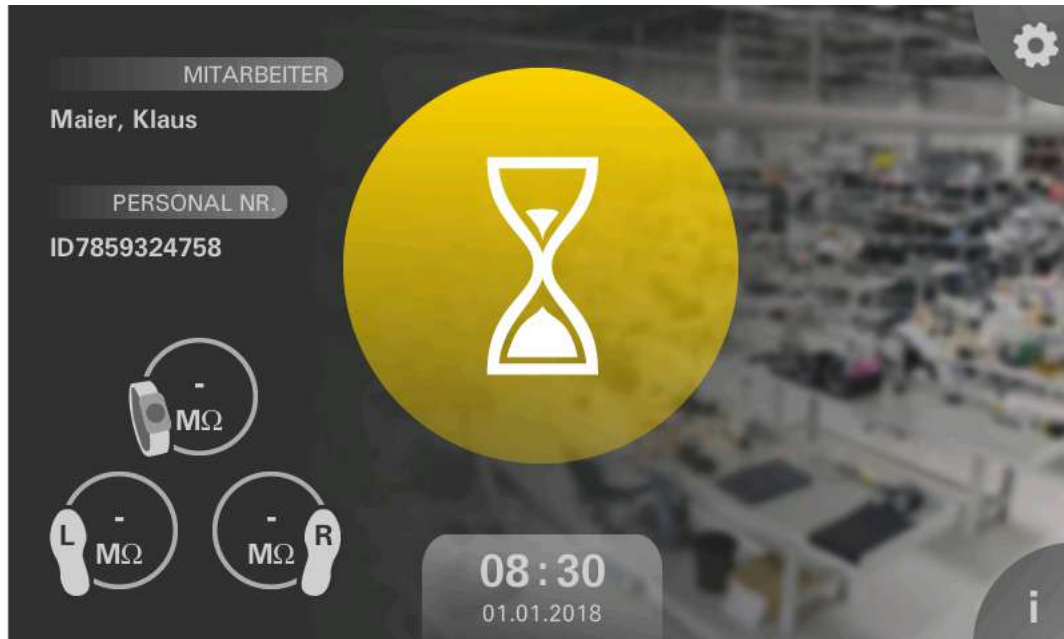 MITARBEITER
Maier, Klaus
PERSONAL NR.
ID7859324758
-
MΩ
L
-
MΩ
-
MΩ
R
08:30
01.01.2018
i